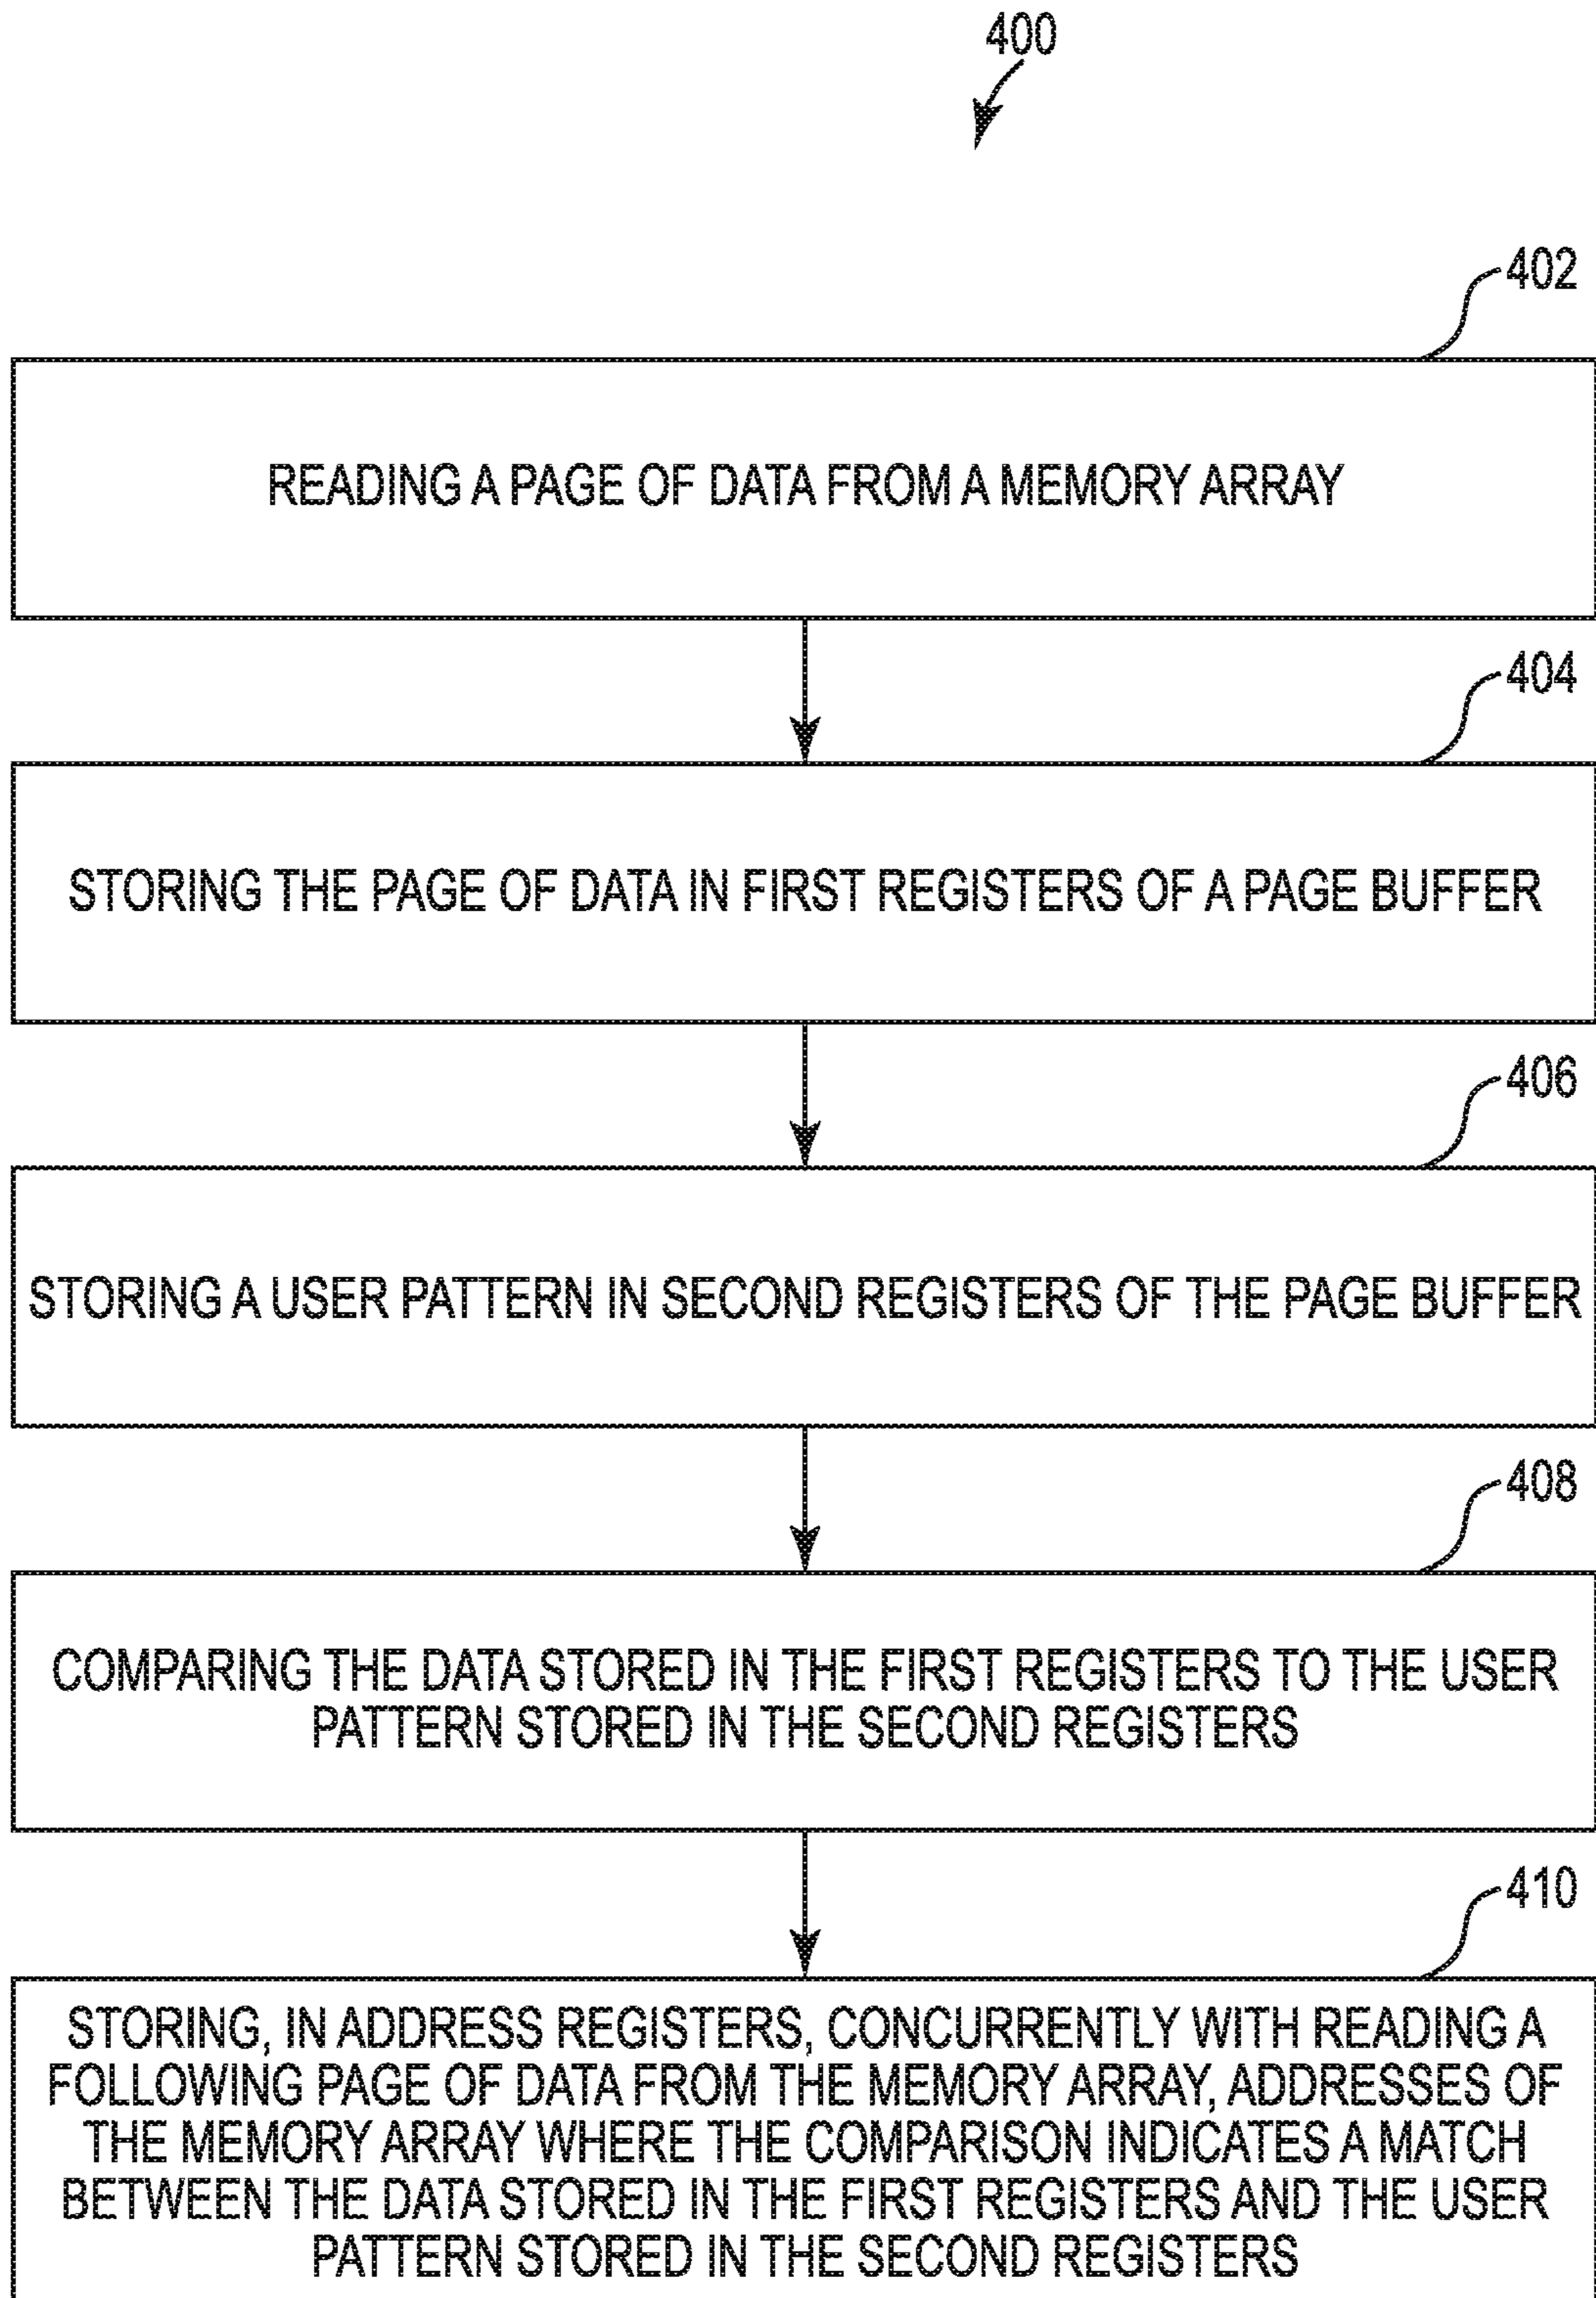 400
402
READING A PAGE OF DATA FROM A MEMORY ARRAY
404
STORING THE PAGE OF DATA IN FIRST REGISTERS OF A PAGE BUFFER
406
STORING A USER PATTERN IN SECOND REGISTERS OF THE PAGE BUFFER
408
COMPARING THE DATA STORED IN THE FIRST REGISTERS TO THE USER
PATTERN STORED IN THE SECOND REGISTERS
410
STORING, IN ADDRESS REGISTERS, CONCURRENTLY WITH READING A
FOLLOWING PAGE OF DATA FROM THE MEMORY ARRAY, ADDRESSES OF
THE MEMORY ARRAY WHERE THE COMPARISON INDICATES A MATCH
BETWEEN THE DATA STORED IN THE FIRST REGISTERS AND THE USER
PATTERN STORED IN THE SECOND REGISTERS